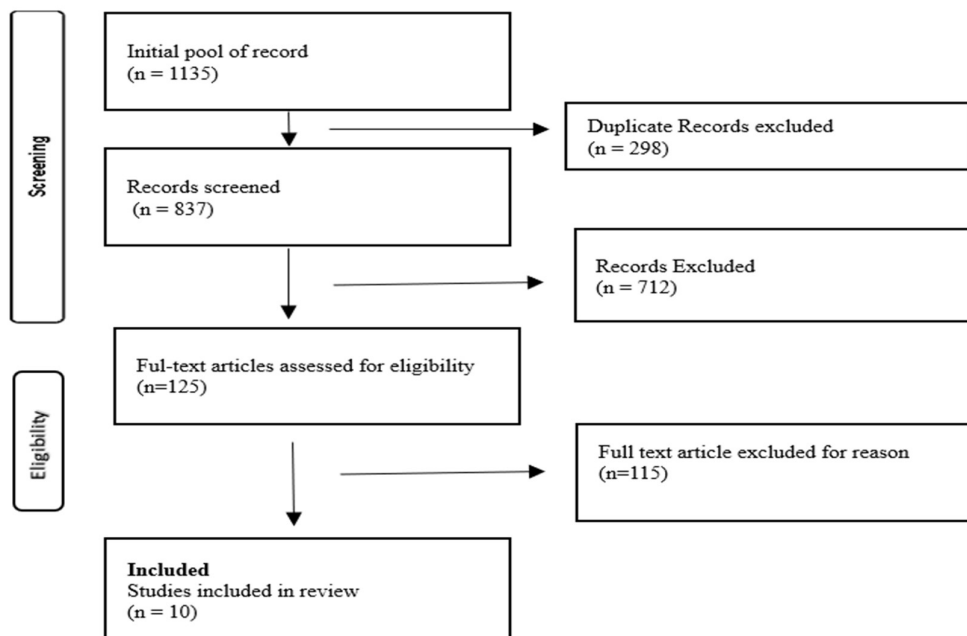 Screening
Initial pool of record
(n = 1135)
Duplicate Records excluded
(n = 298)
Records screened
(n = 837)
Records Excluded
(n = 712)
Ful-text articles assessed for eligibility
(n=125)
Eligibility
Full text article excluded for reason
(n=115)
Included
Studies included in review
(n = 10)